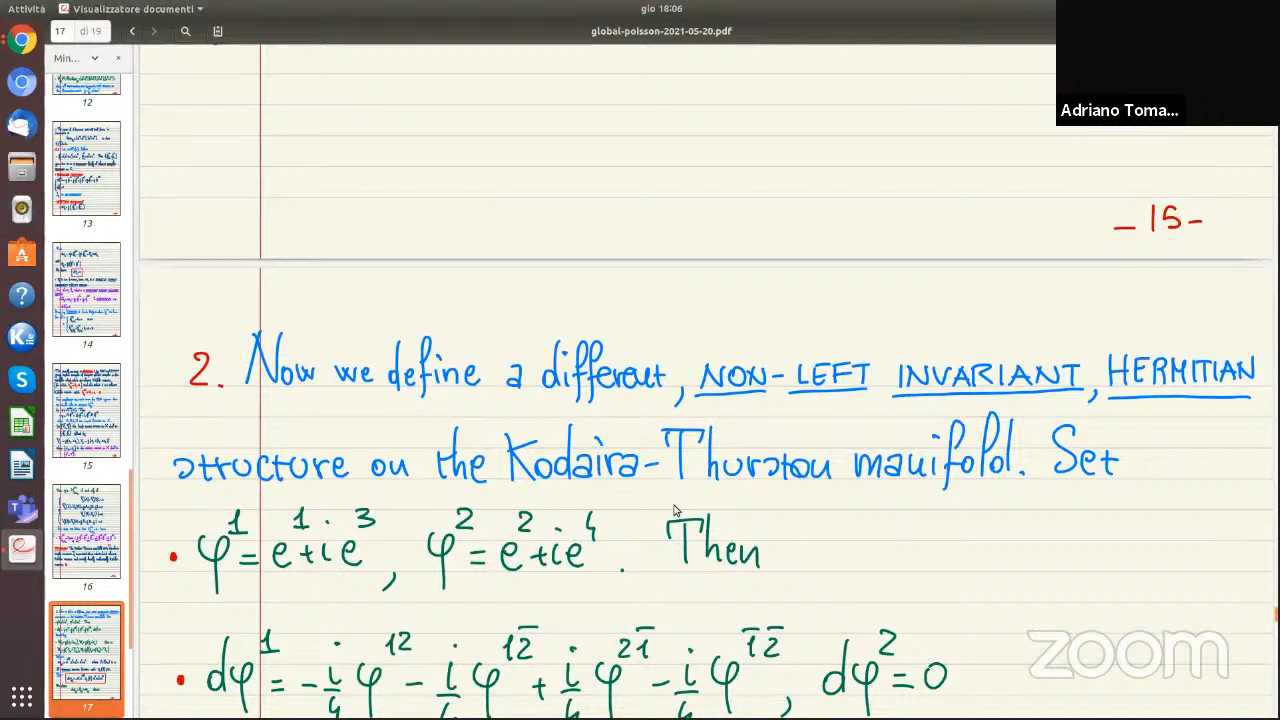 Attività
Visualizzatore documenti
gio 18:06
17
di 19
global-poisson-2021-05-20.pdf
Min...
12
13
14
15
16
17
Adriano Toma...
_ 15 -
2. Now we define a different, NON-LEFT INVARIANT, HERMITIAN
structure on the Kodaira-Thurston manifold. Set
• φ¹ = e¹ + i e³, φ² = e² + i e⁴. Then
• dφ¹ = -i/4 φ¹² - i/4 φ¹²̄ + i/4 φ²¹̄ - i/4 φ¹̄²̄, dφ² = 0
zoom